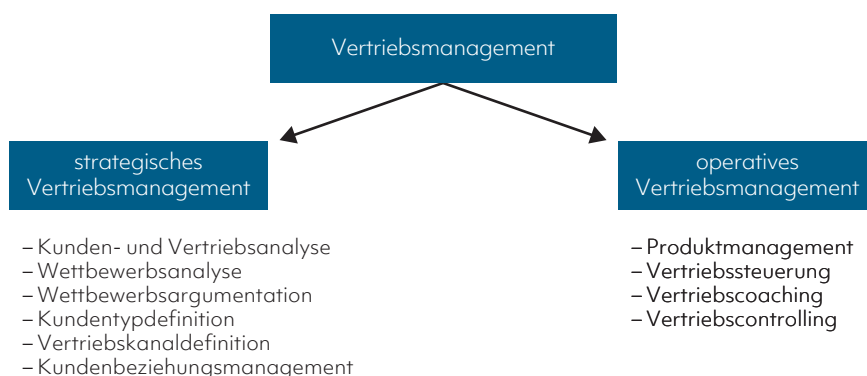 Vertriebsmanagement
strategisches
Vertriebsmanagement
– Kunden- und Vertriebsanalyse
– Wettbewerbsanalyse
– Wettbewerbsargumentation
– Kundentypdefinition
– Vertriebskanaldefinition
– Kundenbeziehungsmanagement
operatives
Vertriebsmanagement
– Produktmanagement
– Vertriebssteuerung
– Vertriebscoaching
– Vertriebscontrolling